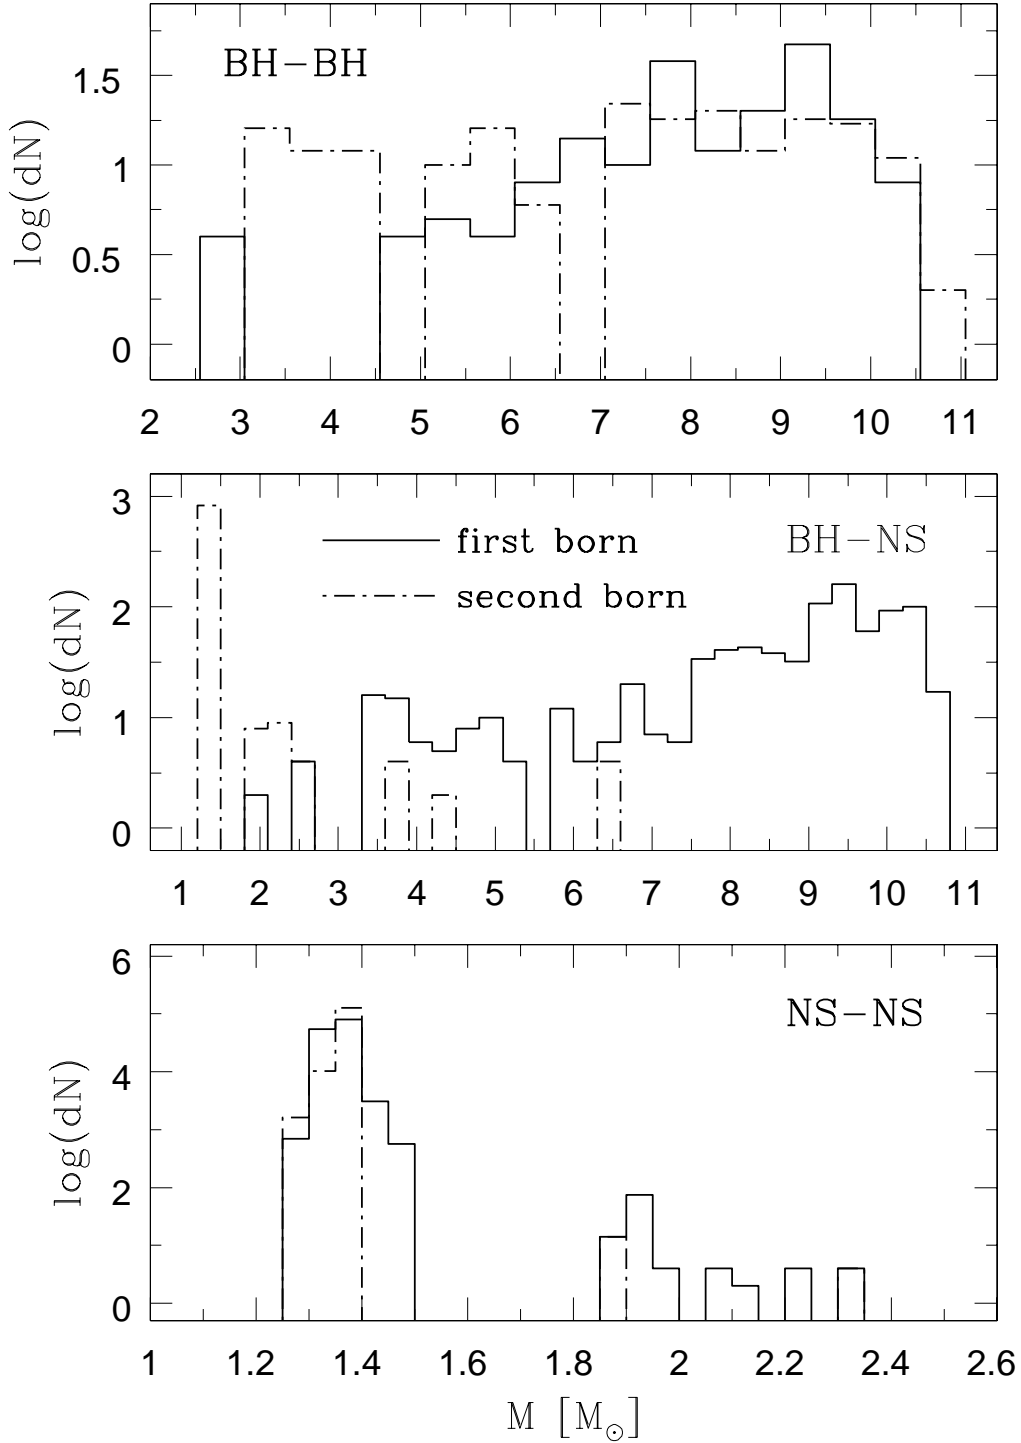 BH-BH
log(dN)
1.5
1
0.5
0
2 3 4 5 6 7 8 9 10 11
first born
second born
BH-NS
log(dN)
3
2
1
0
1 2 3 4 5 6 7 8 9 10 11
NS-NS
log(dN)
6
4
2
0
1 1.2 1.4 1.6 1.8 2 2.2 2.4 2.6
M [M☉]